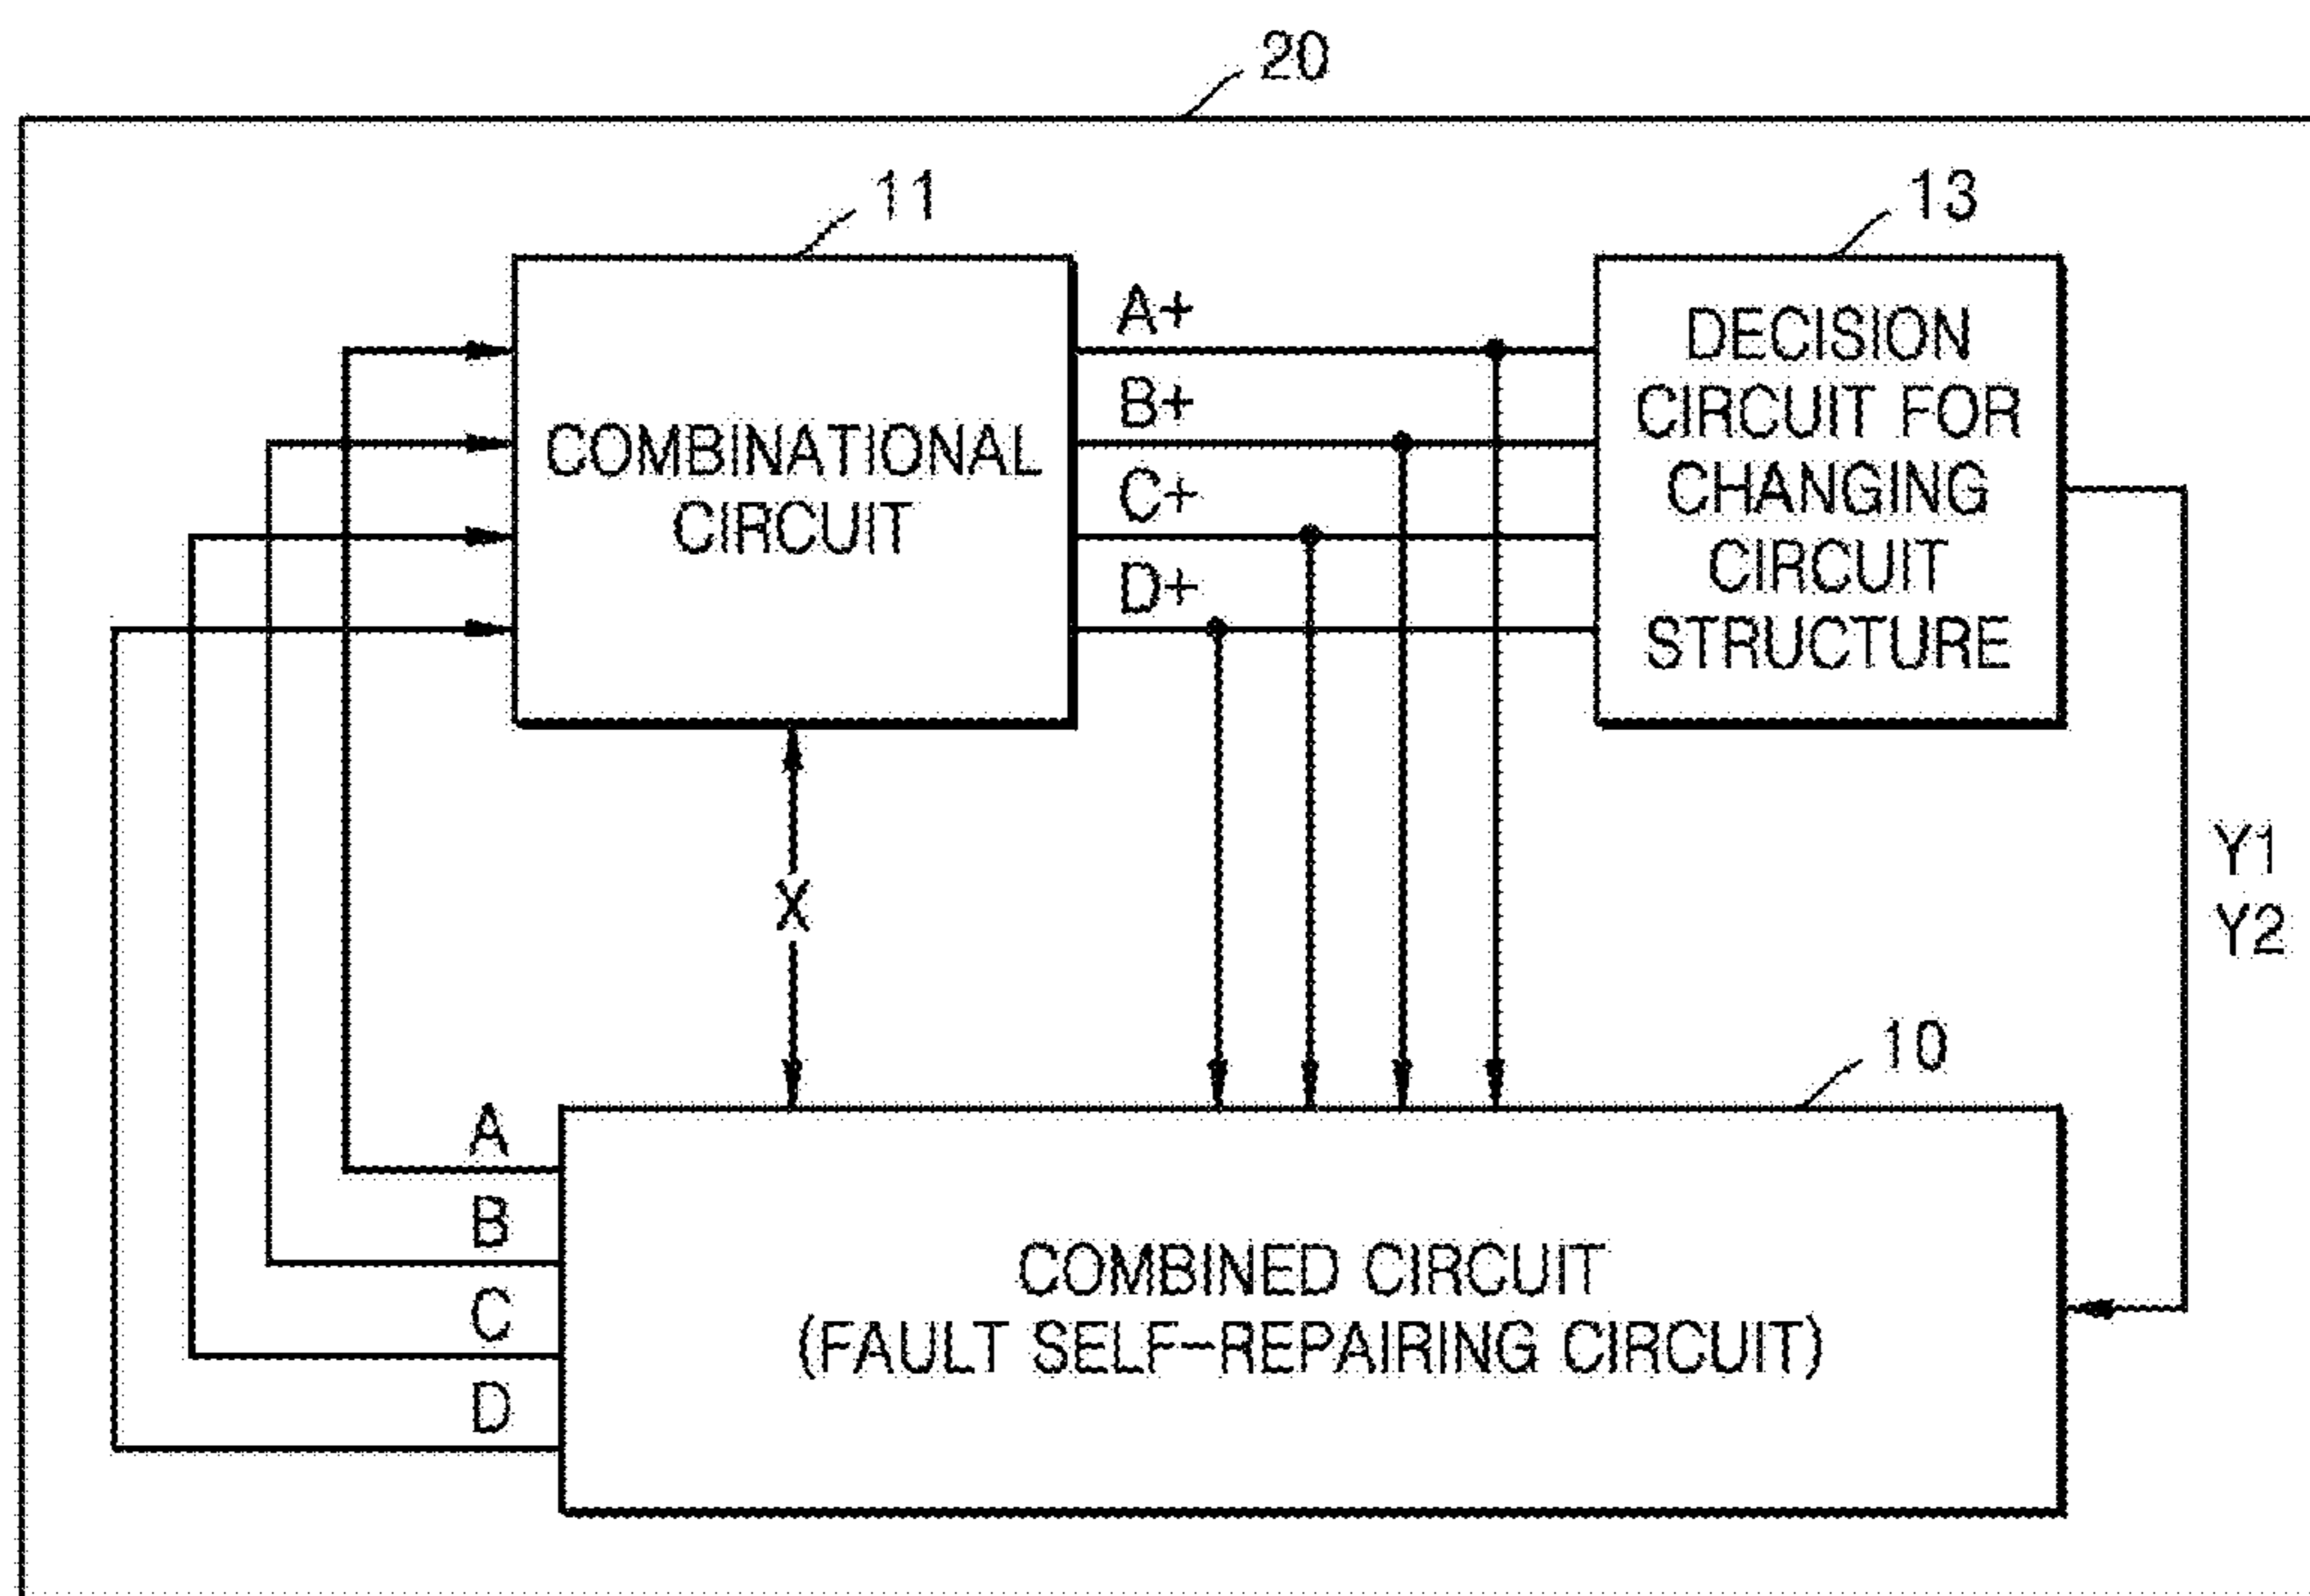 20
11
13
A+
B+
C+
D+
COMBINATIONAL
CIRCUIT
DECISION
CIRCUIT FOR
CHANGING
CIRCUIT
STRUCTURE
X
Y1
Y2
10
A
B
C
D
COMBINED CIRCUIT
(FAULT SELF-REPAIRING CIRCUIT)